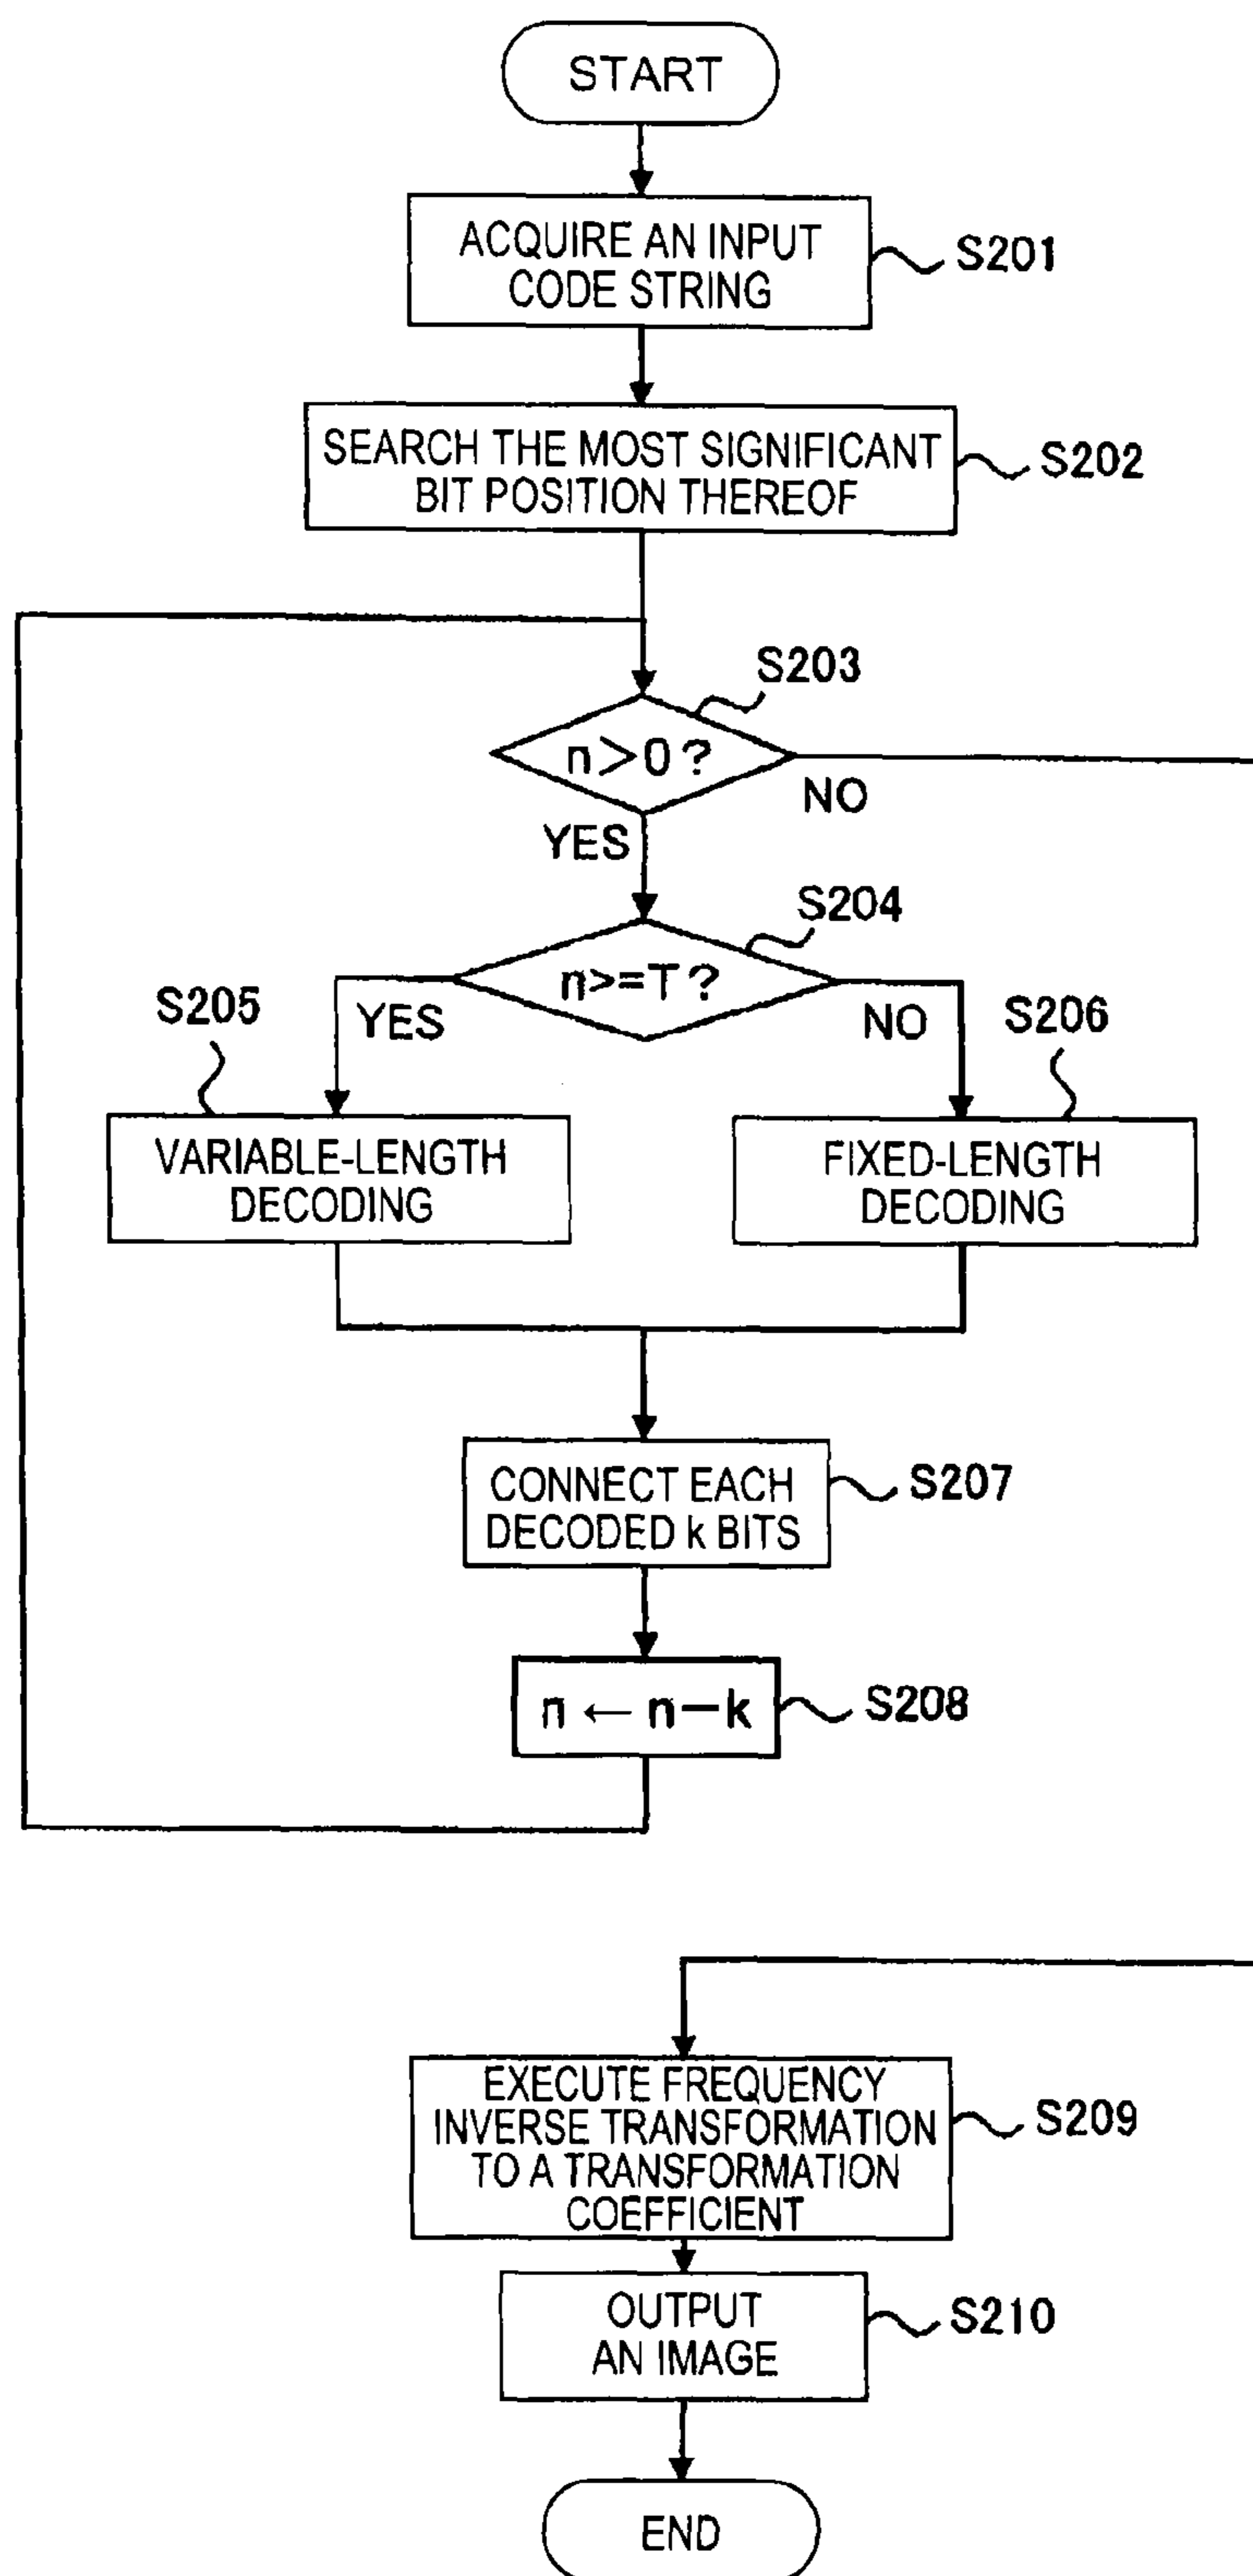 START
ACQUIRE AN INPUT
CODE STRING
S201
SEARCH THE MOST SIGNIFICANT
BIT POSITION THEREOF
S202
S203
n>0?
NO
YES
S204
n>=T?
S205
YES
NO
S206
VARIABLE-LENGTH
DECODING
FIXED-LENGTH
DECODING
CONNECT EACH
DECODED k BITS
S207
n ← n-k
S208
EXECUTE FREQUENCY
INVERSE TRANSFORMATION
TO A TRANSFORMATION
COEFFICIENT
S209
OUTPUT
AN IMAGE
S210
END